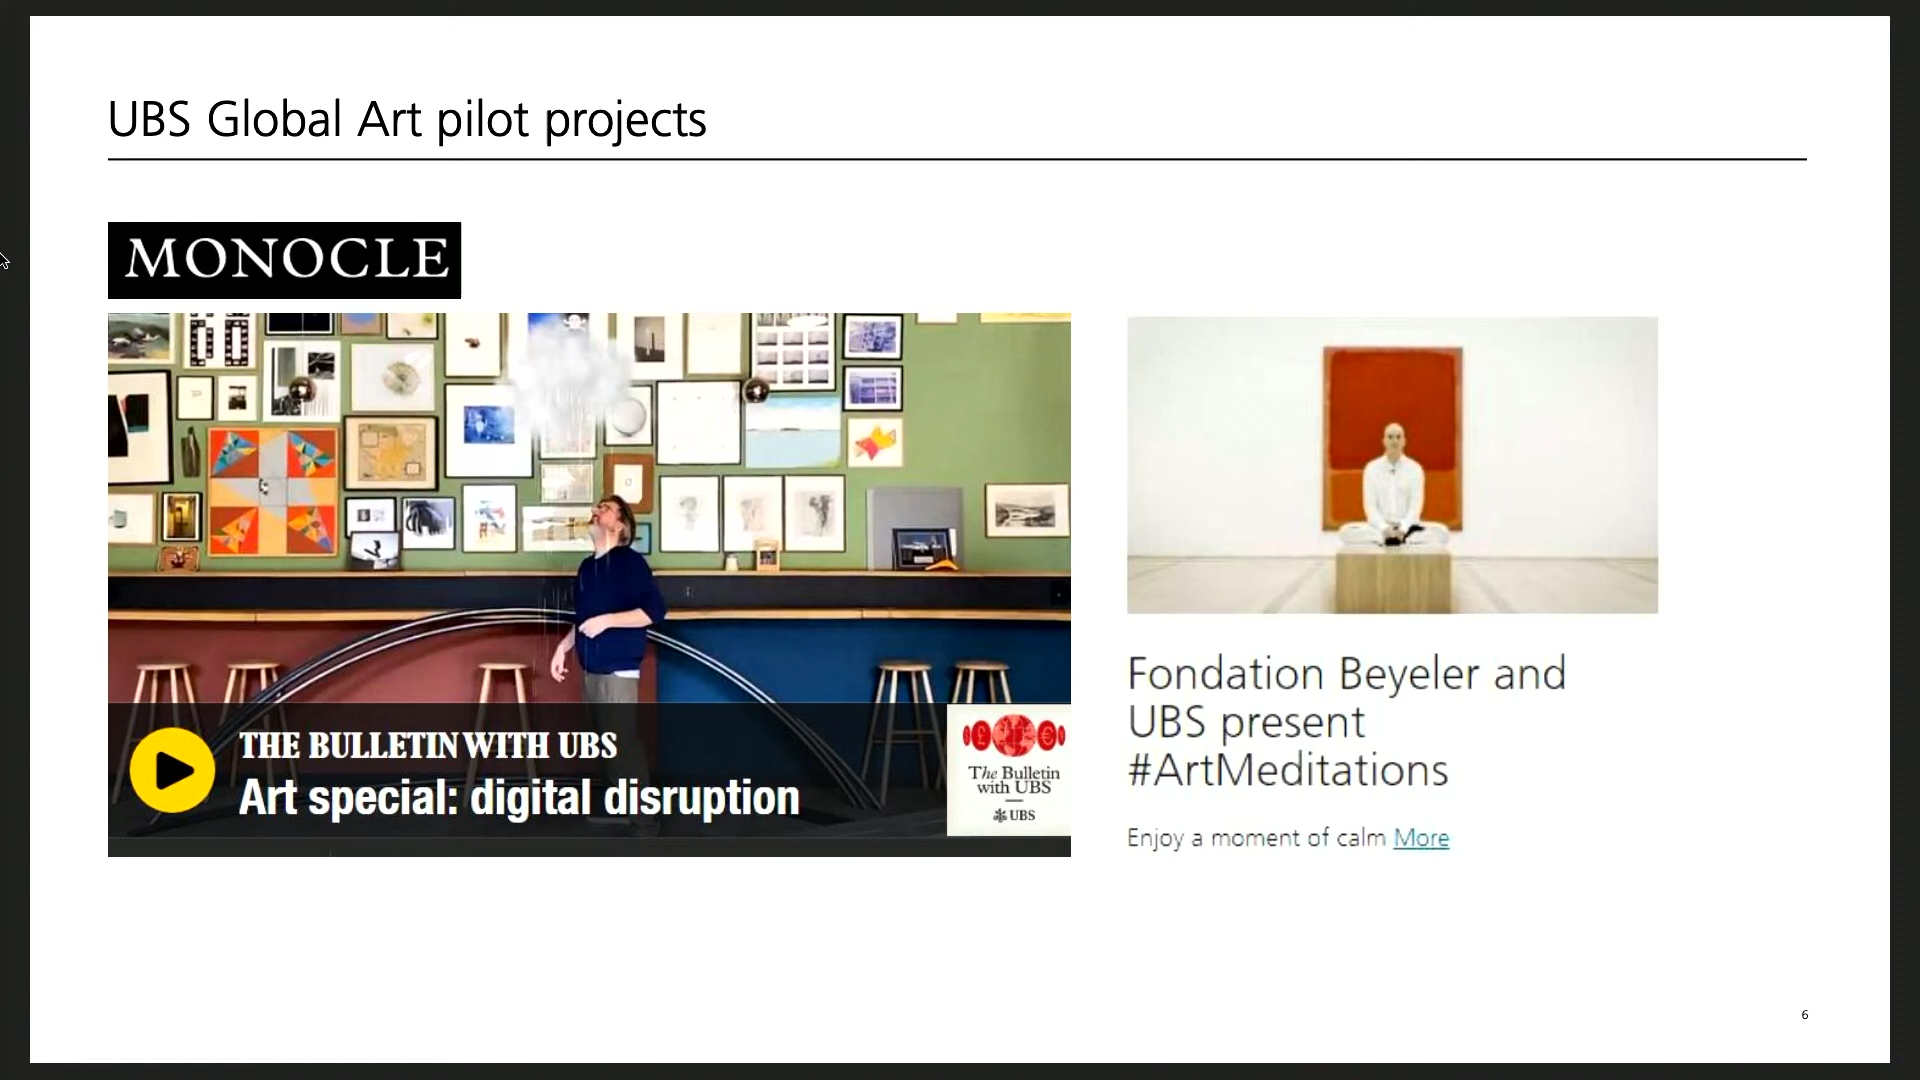 UBS Global Art pilot projects
MONOCLE
THE BULLETIN WITH UBS
Art special: digital disruption
The Bulletin
with UBS
UBS
Fondation Beyeler and
UBS present
#ArtMeditations
Enjoy a moment of calm More
6